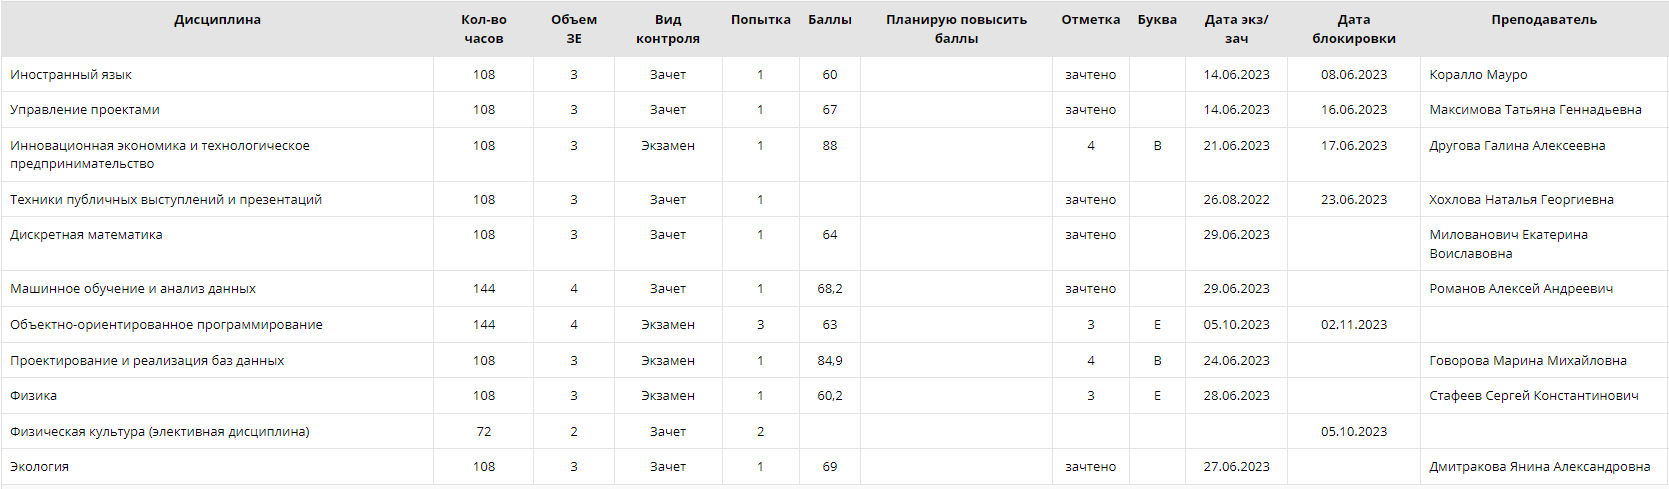 Дисциплина Кол-во часов Объем ЗЕ Вид контроля Попытка Баллы Планирую повысить баллы Отметка Буква Дата экз/зач Дата блокировки Преподаватель
Иностранный язык 108 3 Зачет 1 60 зачтено 14.06.2023 08.06.2023 Коралло Мауро
Управление проектами 108 3 Зачет 1 67 зачтено 14.06.2023 16.06.2023 Максимова Татьяна Геннадьевна
Инновационная экономика и технологическое предпринимательство 108 3 Экзамен 1 88 4 B 21.06.2023 17.06.2023 Другова Галина Алексеевна
Техники публичных выступлений и презентаций 108 3 Зачет 1 зачтено 26.08.2022 23.06.2023 Хохлова Наталья Георгиевна
Дискретная математика 108 3 Зачет 1 64 зачтено 29.06.2023 Милованович Екатерина Воиславовна
Машинное обучение и анализ данных 144 4 Зачет 1 68,2 зачтено 29.06.2023 Романов Алексей Андреевич
Объектно-ориентированное программирование 144 4 Экзамен 3 63 3 E 05.10.2023 02.11.2023
Проектирование и реализация баз данных 108 3 Экзамен 1 84,9 4 B 24.06.2023 Говорова Марина Михайловна
Физика 108 3 Экзамен 1 60,2 3 E 28.06.2023 Стафеев Сергей Константинович
Физическая культура (элективная дисциплина) 72 2 Зачет 2 05.10.2023
Экология 108 3 Зачет 1 69 зачтено 27.06.2023 Дмитракова Янина Александровна